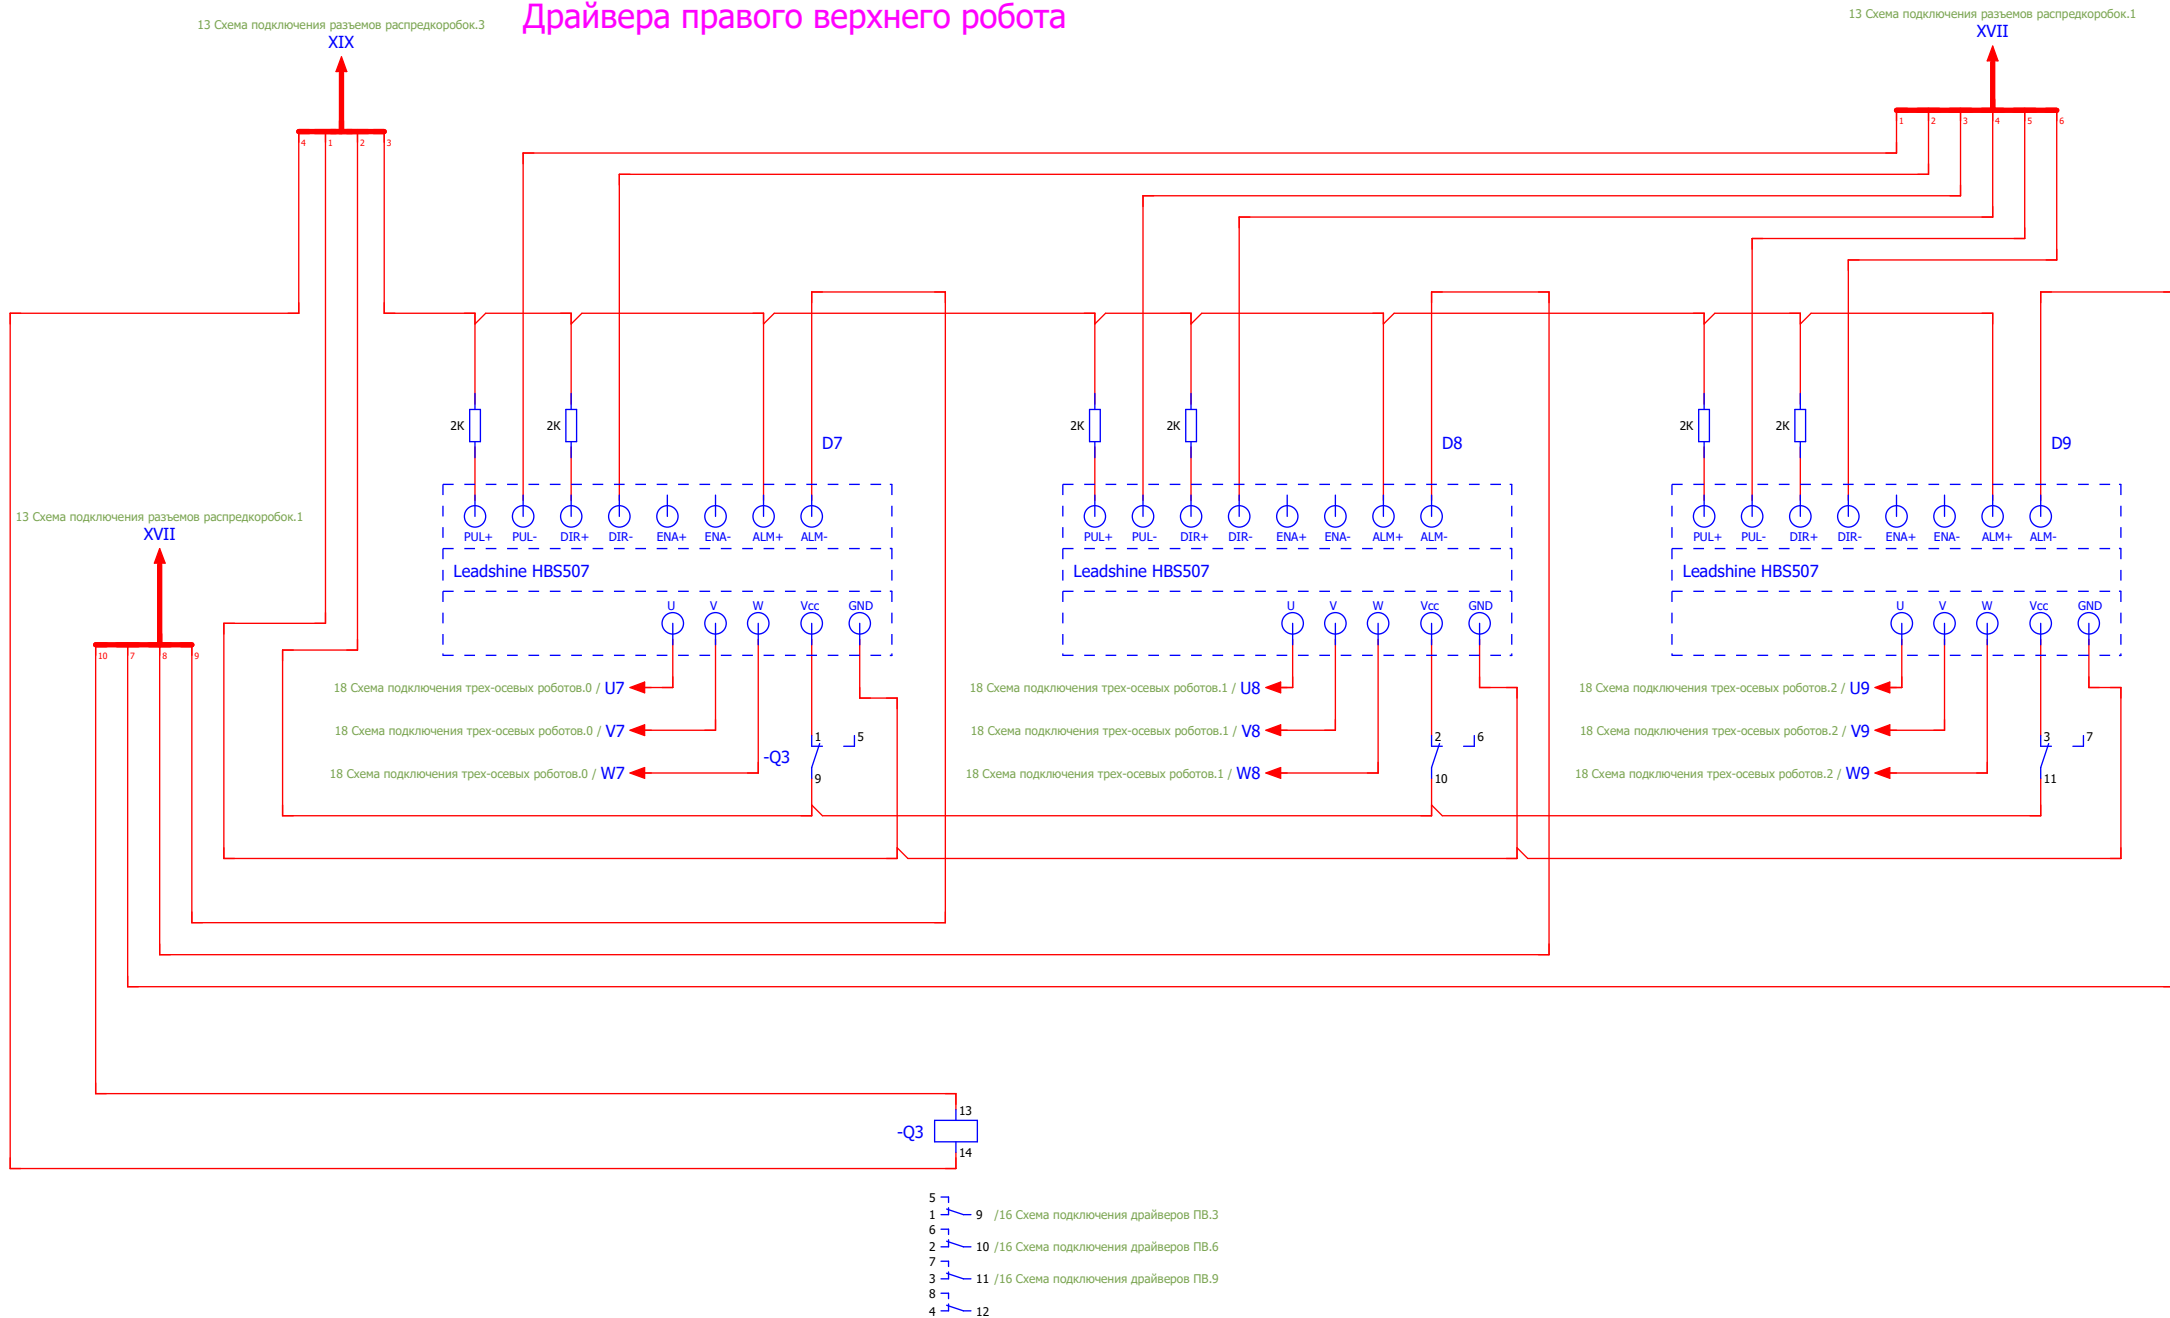 Драйвера правого верхнего робота
13 Схема подключения разъемов распредкоробок.3
XIX
13 Схема подключения разъемов распредкоробок.1
XVII
1 2 3 4 5 6
4 1 2 3
2K 2K D7
2K 2K D8
2K 2K D9
PUL+ PUL- DIR+ DIR- ENA+ ENA- ALM+ ALM-
PUL+ PUL- DIR+ DIR- ENA+ ENA- ALM+ ALM-
PUL+ PUL- DIR+ DIR- ENA+ ENA- ALM+ ALM-
13 Схема подключения разъемов распредкоробок.1
XVII
10 7 8 9
Leadshine HBS507
Leadshine HBS507
Leadshine HBS507
U V W Vcc GND
U V W Vcc GND
U V W Vcc GND
18 Схема подключения трех-осевых роботов.0 / U7
18 Схема подключения трех-осевых роботов.1 / U8
18 Схема подключения трех-осевых роботов.2 / U9
18 Схема подключения трех-осевых роботов.0 / V7
18 Схема подключения трех-осевых роботов.1 / V8
18 Схема подключения трех-осевых роботов.2 / V9
18 Схема подключения трех-осевых роботов.0 / W7
18 Схема подключения трех-осевых роботов.1 / W8
18 Схема подключения трех-осевых роботов.2 / W9
1 5
-Q3
9
2 6
10
3 7
11
13
-Q3
14
5
1 9 /16 Схема подключения драйверов ПВ.3
6
2 10 /16 Схема подключения драйверов ПВ.6
7
3 11 /16 Схема подключения драйверов ПВ.9
8
4 12